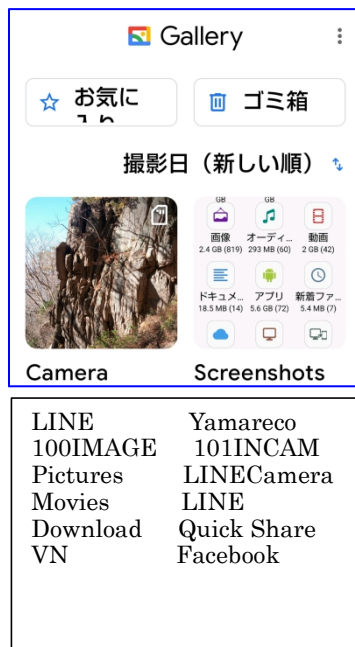 Gallery
お気に
入り
ゴミ箱
撮影日（新しい順）
GB GB
画像 オーディ... 動画
2.4 GB (819) 293 MB (60) 2 GB (42)
ドキュメ... アプリ 新着ファ...
18.5 MB (14) 5.6 GB (72) 5.4 MB (7)
Camera Screenshots
LINE Yamareco
100IMAGE 101INCAM
Pictures LINECamera
Movies LINE
Download Quick Share
VN Facebook